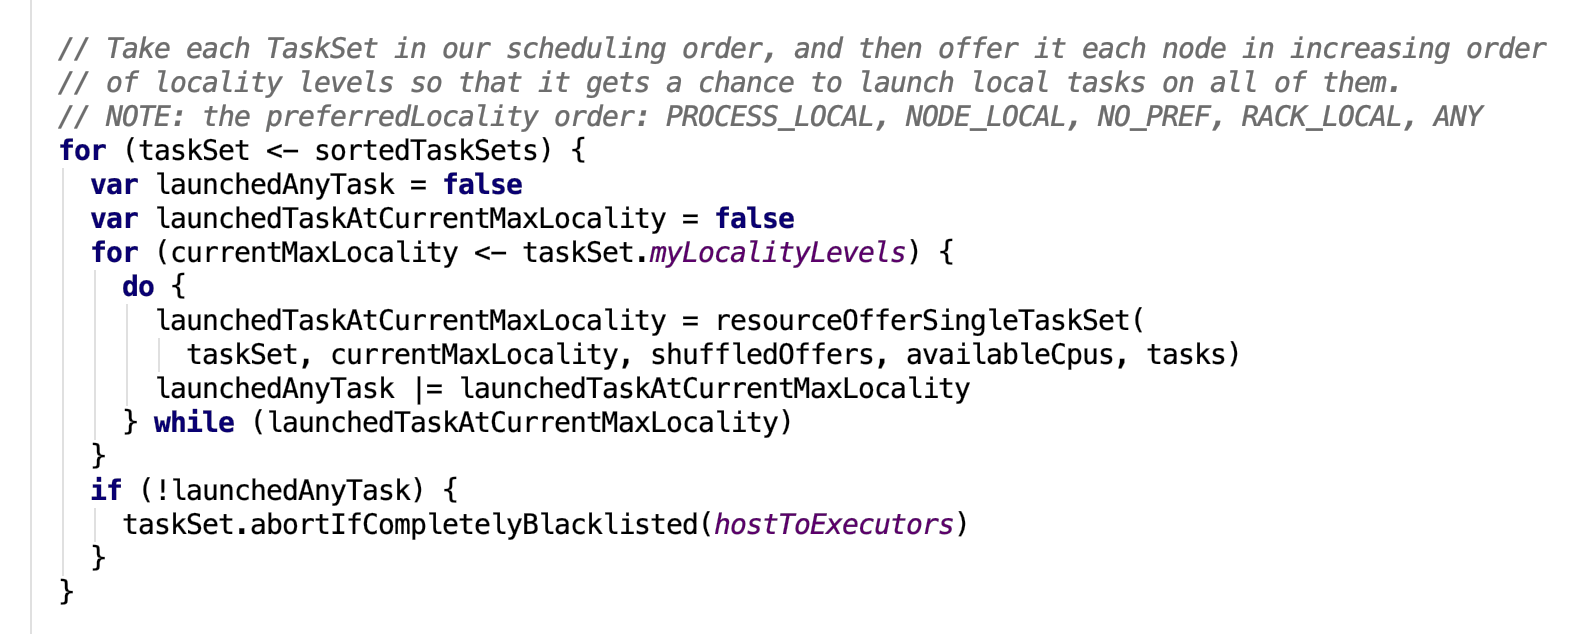 // Take each TaskSet in our scheduling order, and then offer it each node in increasing order
// of locality levels so that it gets a chance to launch local tasks on all of them.
// NOTE: the preferredLocality order: PROCESS_LOCAL, NODE_LOCAL, NO_PREF, RACK_LOCAL, ANY
for (taskSet <- sortedTaskSets) {
  var launchedAnyTask = false
  var launchedTaskAtCurrentMaxLocality = false
  for (currentMaxLocality <- taskSet.myLocalityLevels) {
    do {
      launchedTaskAtCurrentMaxLocality = resourceOfferSingleTaskSet(
        taskSet, currentMaxLocality, shuffledOffers, availableCpus, tasks)
      launchedAnyTask |= launchedTaskAtCurrentMaxLocality
    } while (launchedTaskAtCurrentMaxLocality)
  }
  if (!launchedAnyTask) {
    taskSet.abortIfCompletelyBlacklisted(hostToExecutors)
  }
}